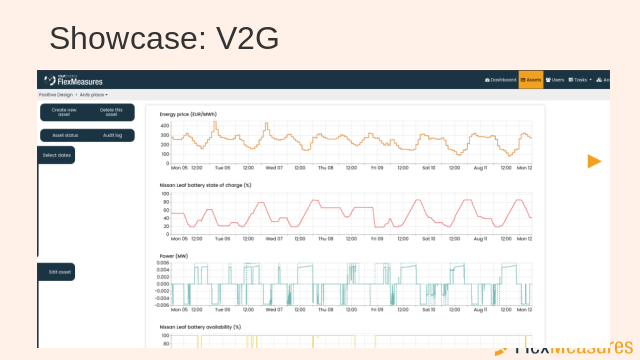 Showcase: V2G
FlexMeasures
Dashboard Assets Users Tasks
Positive Design > Ard's place
Create new asset
Delete this asset
Asset status
Audit log
Select dates
Edit asset
Energy price (EUR/MWh)
400
300
200
100
0
Mon 05 12:00 Tue 06 12:00 Wed 07 12:00 Thu 08 12:00 Fri 09 12:00 Sat 10 12:00 Aug 11 12:00 Mon 12
Nissan Leaf battery state of charge (%)
100
80
60
40
20
0
Mon 05 12:00 Tue 06 12:00 Wed 07 12:00 Thu 08 12:00 Fri 09 12:00 Sat 10 12:00 Aug 11 12:00 Mon 12
Power (MW)
0.006
0.004
0.002
0.000
-0.002
-0.004
-0.006
Mon 05 12:00 Tue 06 12:00 Wed 07 12:00 Thu 08 12:00 Fri 09 12:00 Sat 10 12:00 Aug 11 12:00 Mon 12
Nissan Leaf battery availability (%)
100
80
FlexMeasures